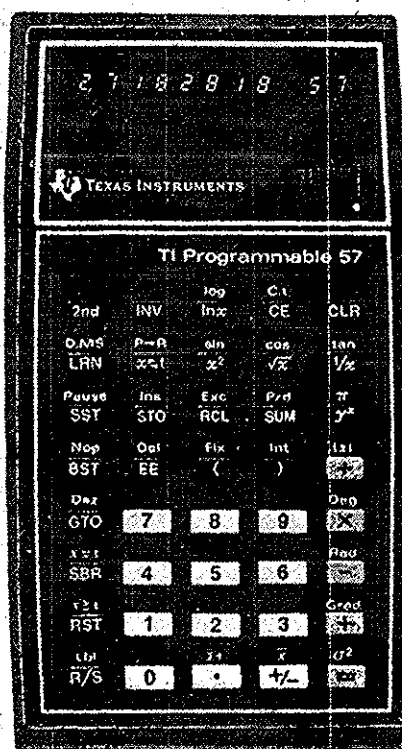 2.7182818 57
TEXAS INSTRUMENTS
TI Programmable 57
log C.t
2nd INV lnx CE CLR
D.MS P→R sin cos tan
LRN x⇄t x² √x 1/x
Pause Ins Exc Prd π
SST STO RCL SUM yˣ
Nop Del Fix Int |x|
BST EE ( ) ÷
Dsz Deg
GTO 7 8 9 ×
x=t Rad
SBR 4 5 6 −
x≥t Grad
RST 1 2 3 +
Lbl Σ+ x̄ σ²
R/S 0 . +/− =